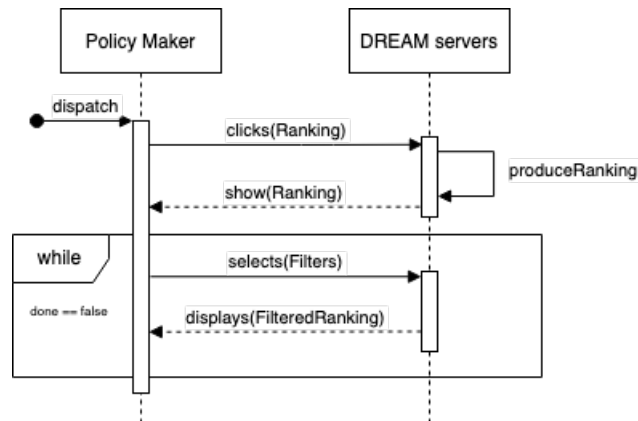 Policy Maker
DREAM servers
dispatch
clicks(Ranking)
produceRanking
show(Ranking)
while
selects(Filters)
done == false
displays(FilteredRanking)